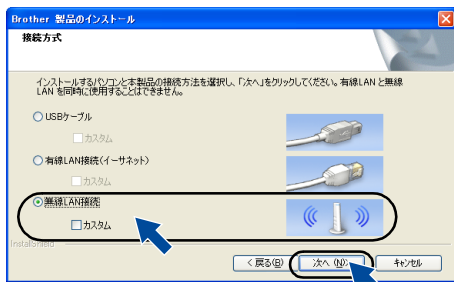 Brother 製品のインストール
接続方式
インストールするパソコンと本製品の接続方法を選択し、「次へ」をクリックしてください。有線LAN と無線
LAN を同時に使用することはできません。
USBケーブル
カスタム
有線LAN接続(イーサネット)
カスタム
無線LAN接続
カスタム
InstallShield
< 戻る(B)
次へ (N)>
キャンセル